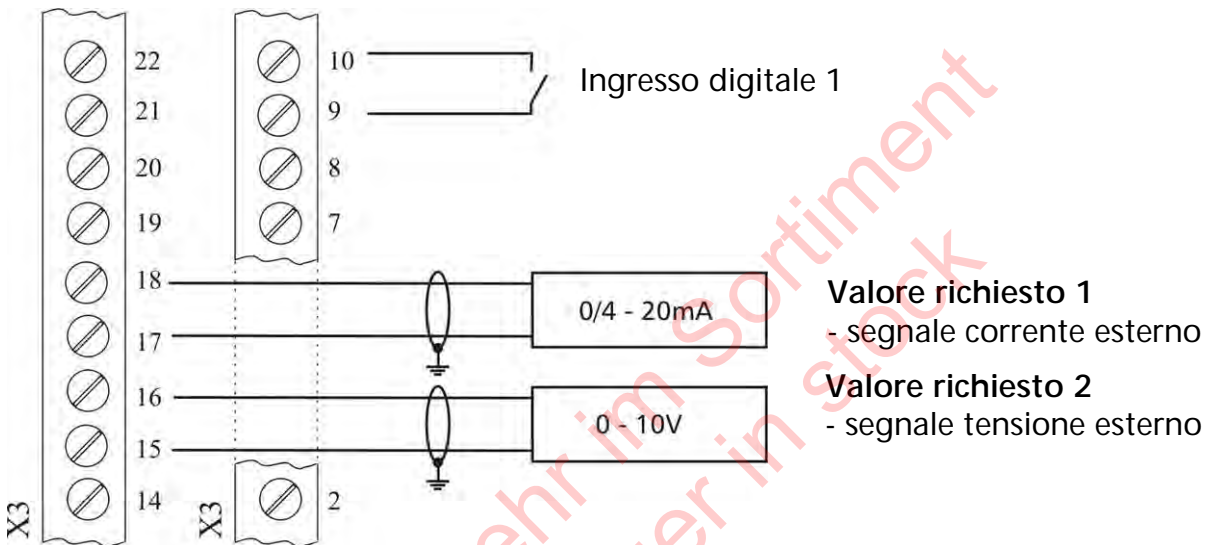 22
21
20
19
18
17
16
15
14
X3
10
9
8
7
2
X3
Ingresso digitale 1
0/4 - 20mA
Valore richiesto 1
- segnale corrente esterno
0 - 10V
Valore richiesto 2
- segnale tensione esterno
ehr im Sortiment
er in stock